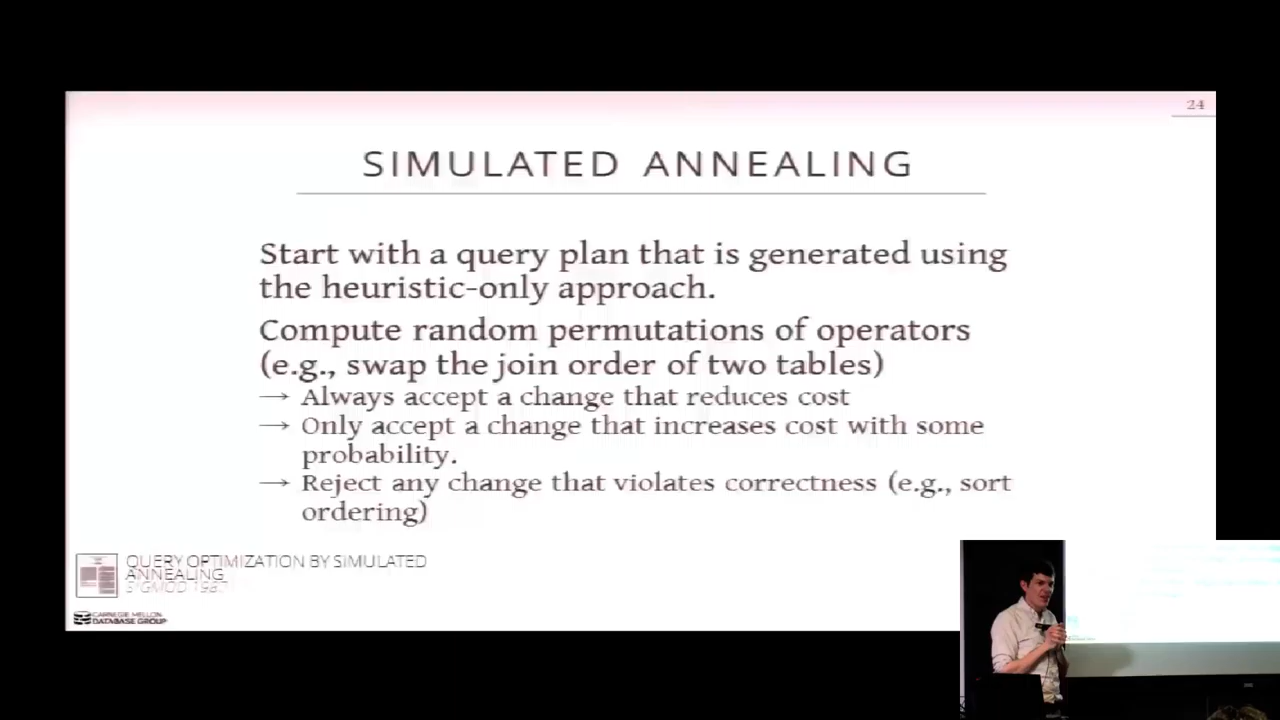 24
SIMULATED ANNEALING
Start with a query plan that is generated using
the heuristic-only approach.
Compute random permutations of operators
(e.g., swap the join order of two tables)
→ Always accept a change that reduces cost
→ Only accept a change that increases cost with some
probability.
→ Reject any change that violates correctness (e.g., sort
ordering)
QUERY OPTIMIZATION BY SIMULATED
ANNEALING
SIGMOD 1987
CARNEGIE MELLON
DATABASE GROUP